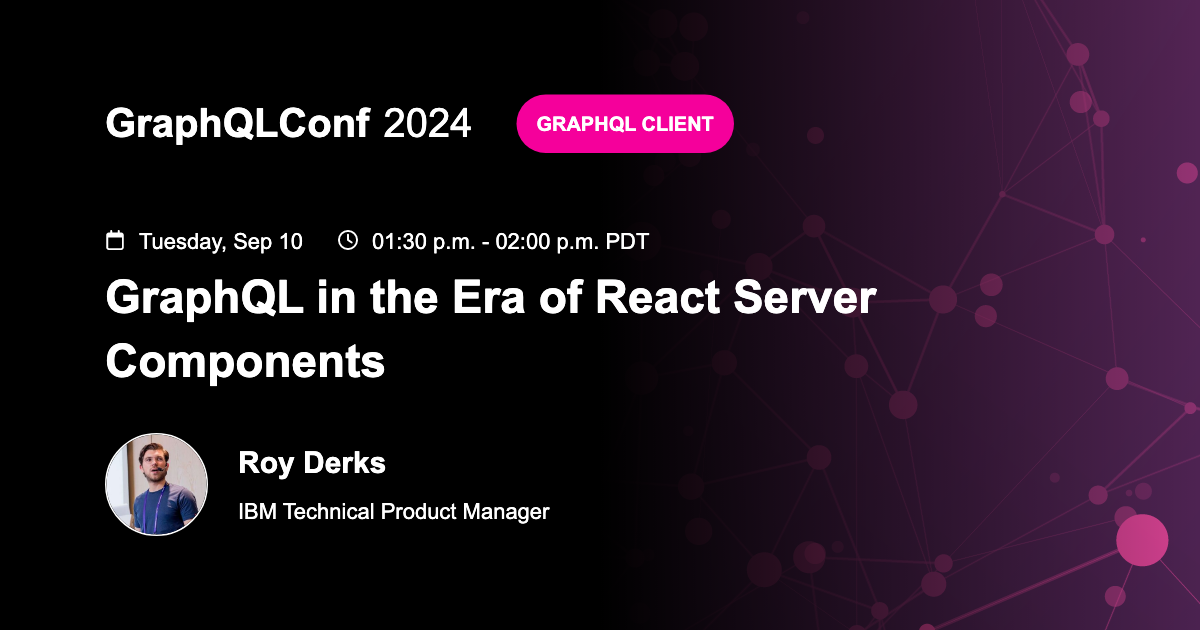 GraphQLConf 2024
GRAPHQL CLIENT
Tuesday, Sep 10
01:30 p.m. - 02:00 p.m. PDT
GraphQL in the Era of React Server
Components
Roy Derks
IBM Technical Product Manager